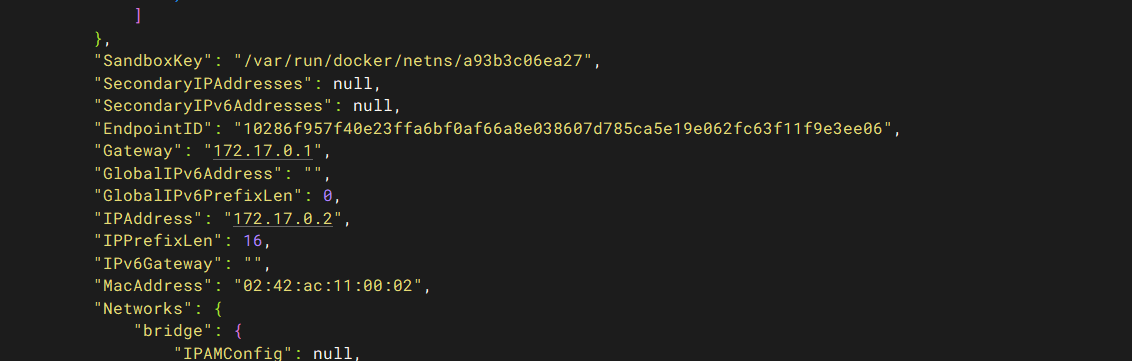 ]
},
"SandboxKey": "/var/run/docker/netns/a93b3c06ea27",
"SecondaryIPAddresses": null,
"SecondaryIPv6Addresses": null,
"EndpointID": "10286f957f40e23ffa6bf0af66a8e038607d785ca5e19e062fc63f11f9e3ee06",
"Gateway": "172.17.0.1",
"GlobalIPv6Address": "",
"GlobalIPv6PrefixLen": 0,
"IPAddress": "172.17.0.2",
"IPPrefixLen": 16,
"IPv6Gateway": "",
"MacAddress": "02:42:ac:11:00:02",
"Networks": {
"bridge": {
"IPAMConfig": null,